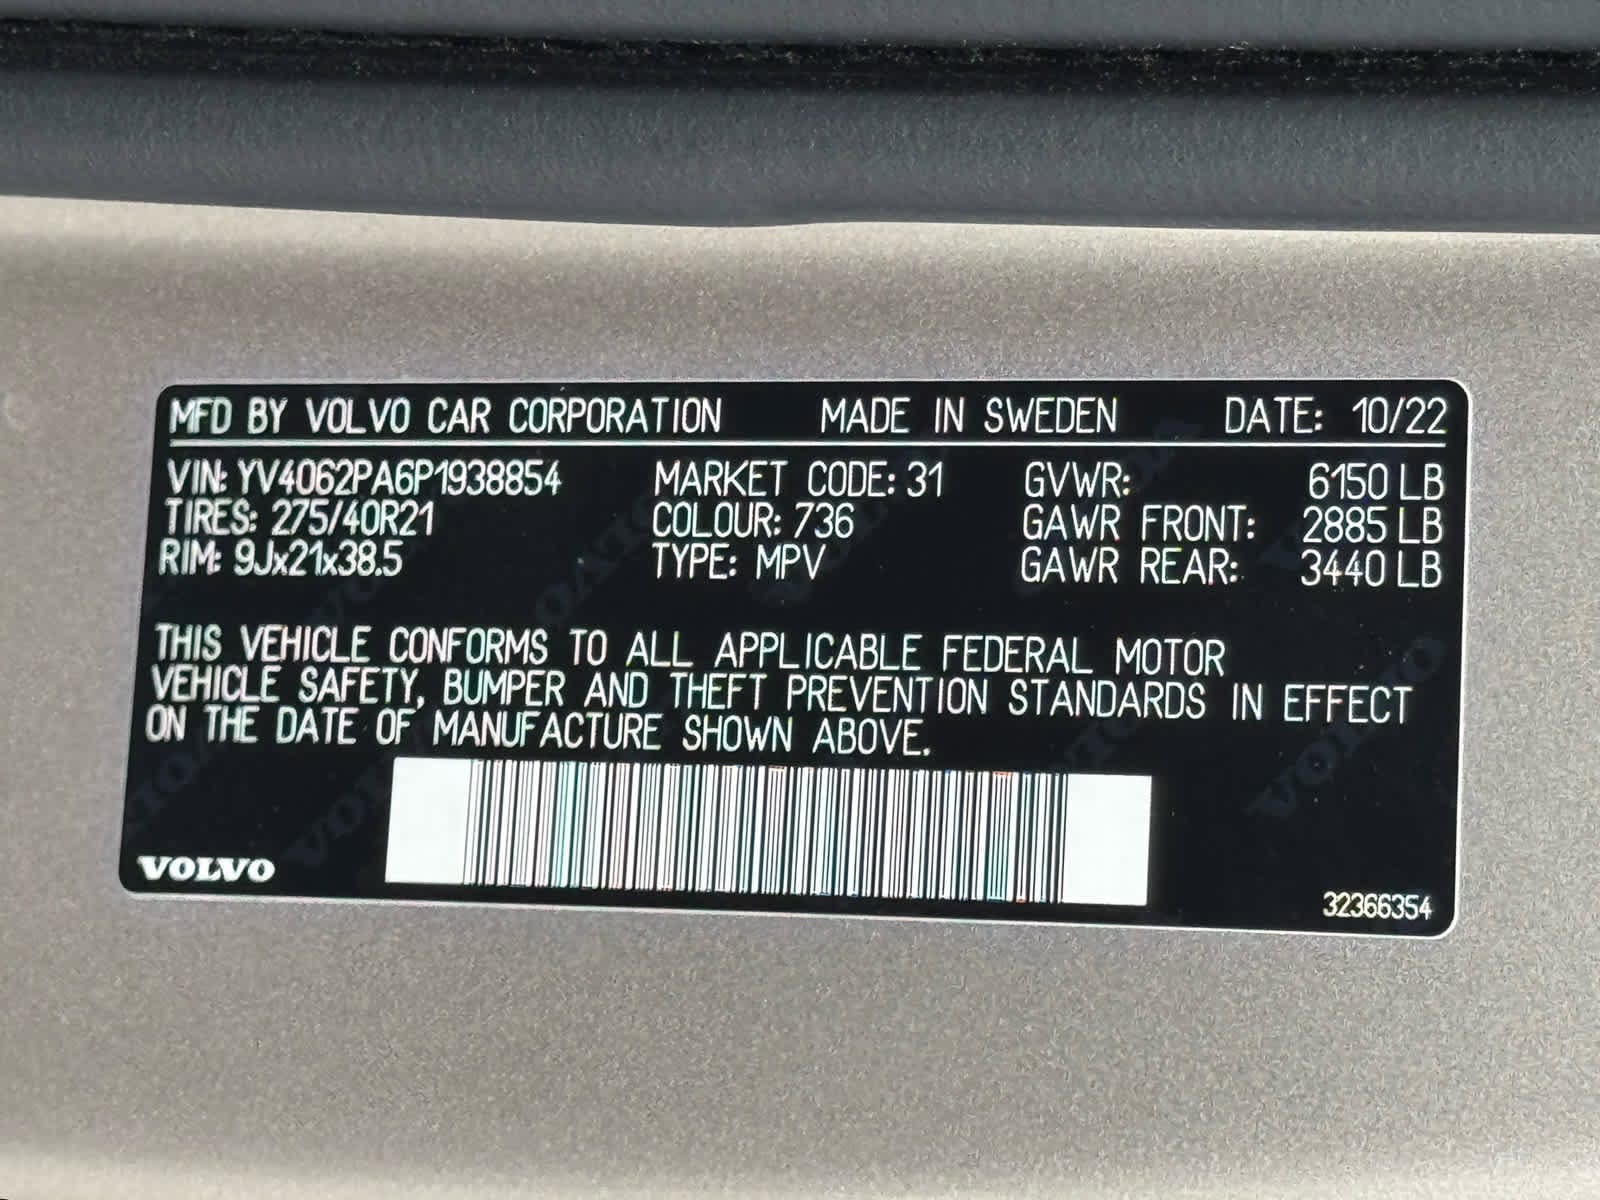 MFD BY VOLVO CAR CORPORATION MADE IN SWEDEN DATE: 10/22
VIN: YV4062PA6P1938854 MARKET CODE: 31 GVWR: 6150 LB
TIRES: 275/40R21 COLOUR: 736 GAWR FRONT: 2885 LB
RIM: 9Jx21x38.5 TYPE: MPV GAWR REAR: 3440 LB
THIS VEHICLE CONFORMS TO ALL APPLICABLE FEDERAL MOTOR
VEHICLE SAFETY, BUMPER AND THEFT PREVENTION STANDARDS IN EFFECT
ON THE DATE OF MANUFACTURE SHOWN ABOVE.
VOLVO
32366354